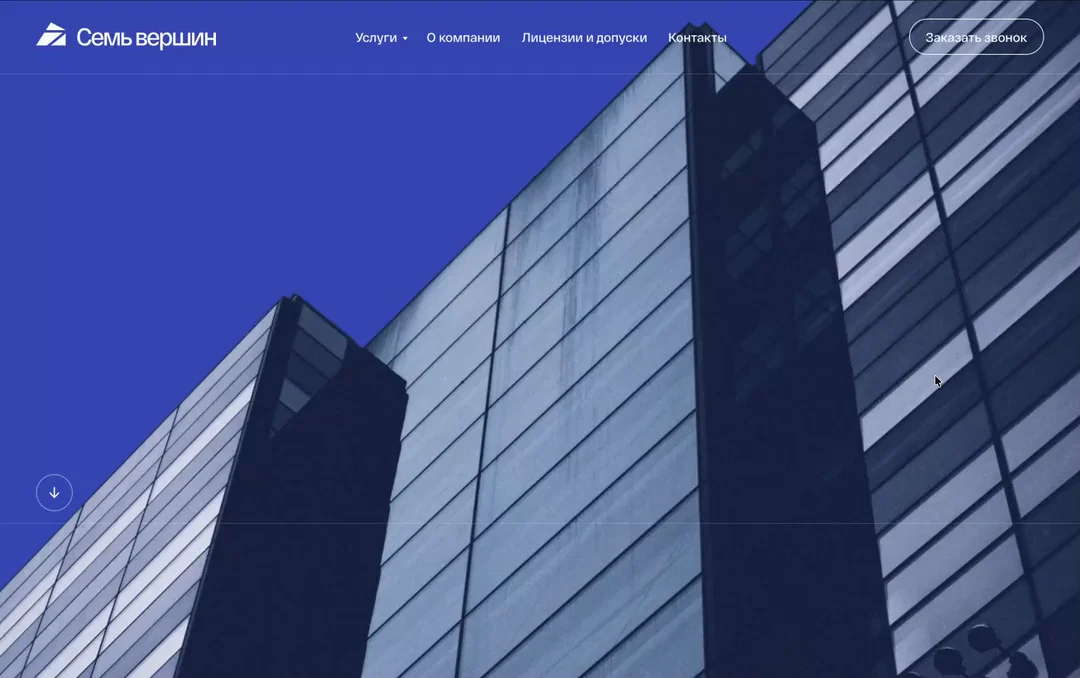 Семь вершин
Услуги
О компании
Лицензии и допуски
Контакты
Заказать звонок